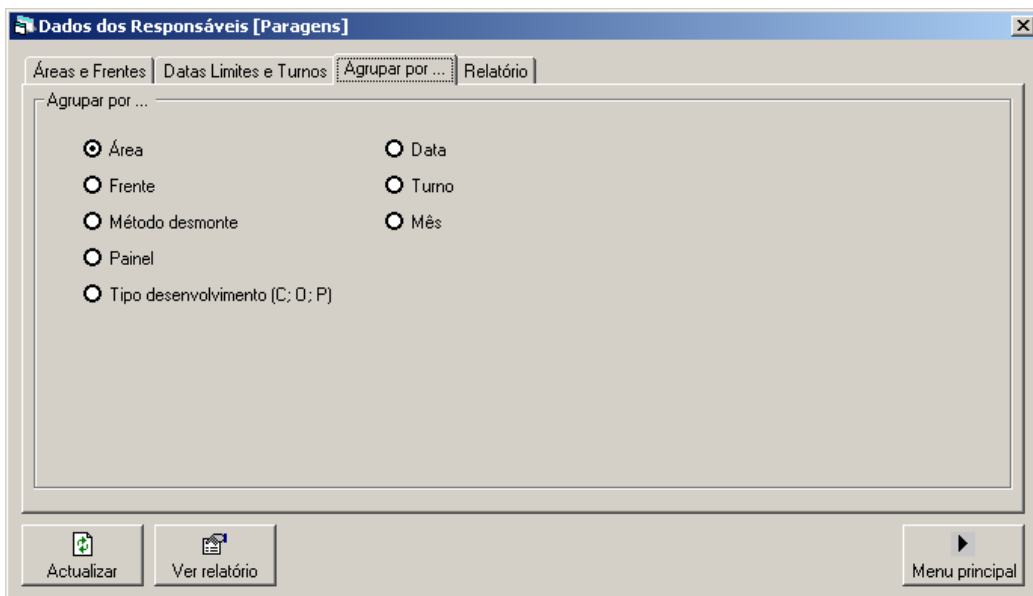 Dados dos Responsáveis [Paragens]
Áreas e Frentes
Datas Limites e Turnos
Agrupar por ...
Relatório
Agrupar por ...
Área
Frente
Método desmonte
Painel
Tipo desenvolvimento (C; O; P)
Data
Turno
Mês
Actualizar
Ver relatório
Menu principal